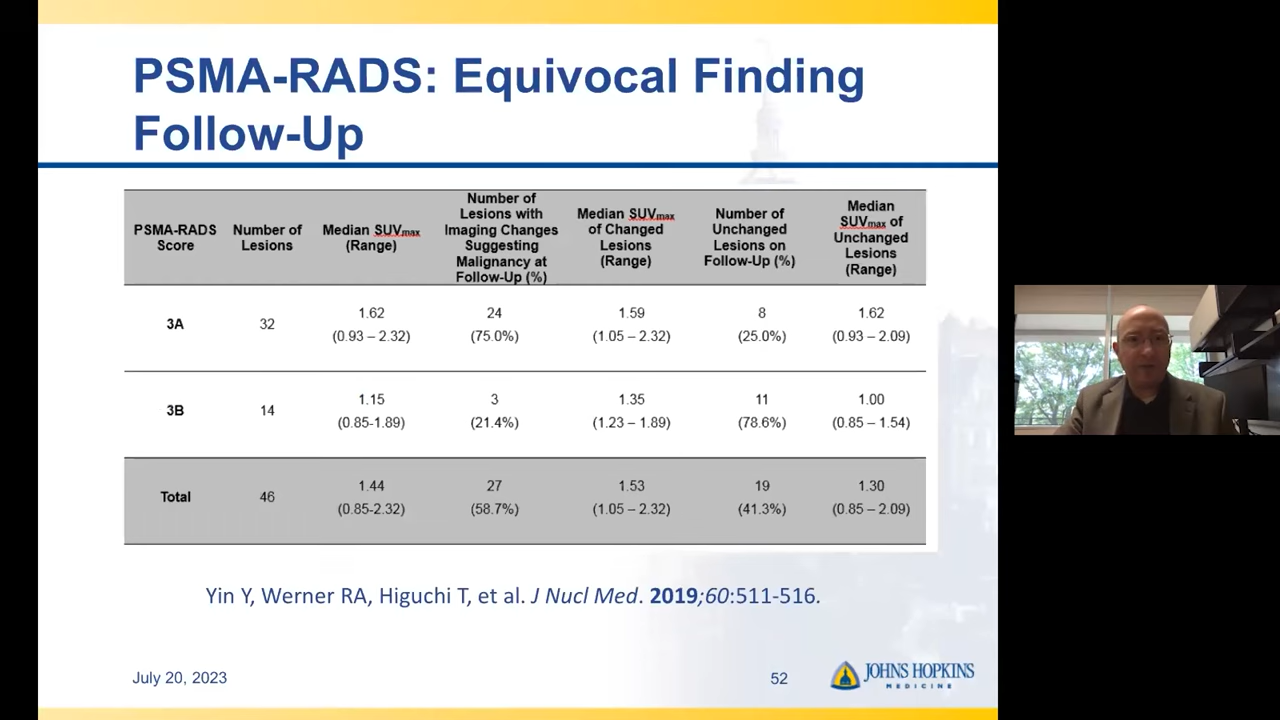 PSMA-RADS: Equivocal Finding
Follow-Up
PSMA-RADS
Score
Number of
Lesions
Median SUVmax
(Range)
Number of
Lesions with
Imaging Changes
Suggesting
Malignancy at
Follow-Up (%)
Median SUVmax
of Changed
Lesions
(Range)
Number of
Unchanged
Lesions on
Follow-Up (%)
Median
SUVmax of
Unchanged
Lesions
(Range)
3A
32
1.62
(0.93 – 2.32)
24
(75.0%)
1.59
(1.05 – 2.32)
8
(25.0%)
1.62
(0.93 – 2.09)
3B
14
1.15
(0.85-1.89)
3
(21.4%)
1.35
(1.23 – 1.89)
11
(78.6%)
1.00
(0.85 – 1.54)
Total
46
1.44
(0.85-2.32)
27
(58.7%)
1.53
(1.05 – 2.32)
19
(41.3%)
1.30
(0.85 – 2.09)
Yin Y, Werner RA, Higuchi T, et al. J Nucl Med. 2019;60:511-516.
July 20, 2023
52
JOHNS HOPKINS
MEDICINE